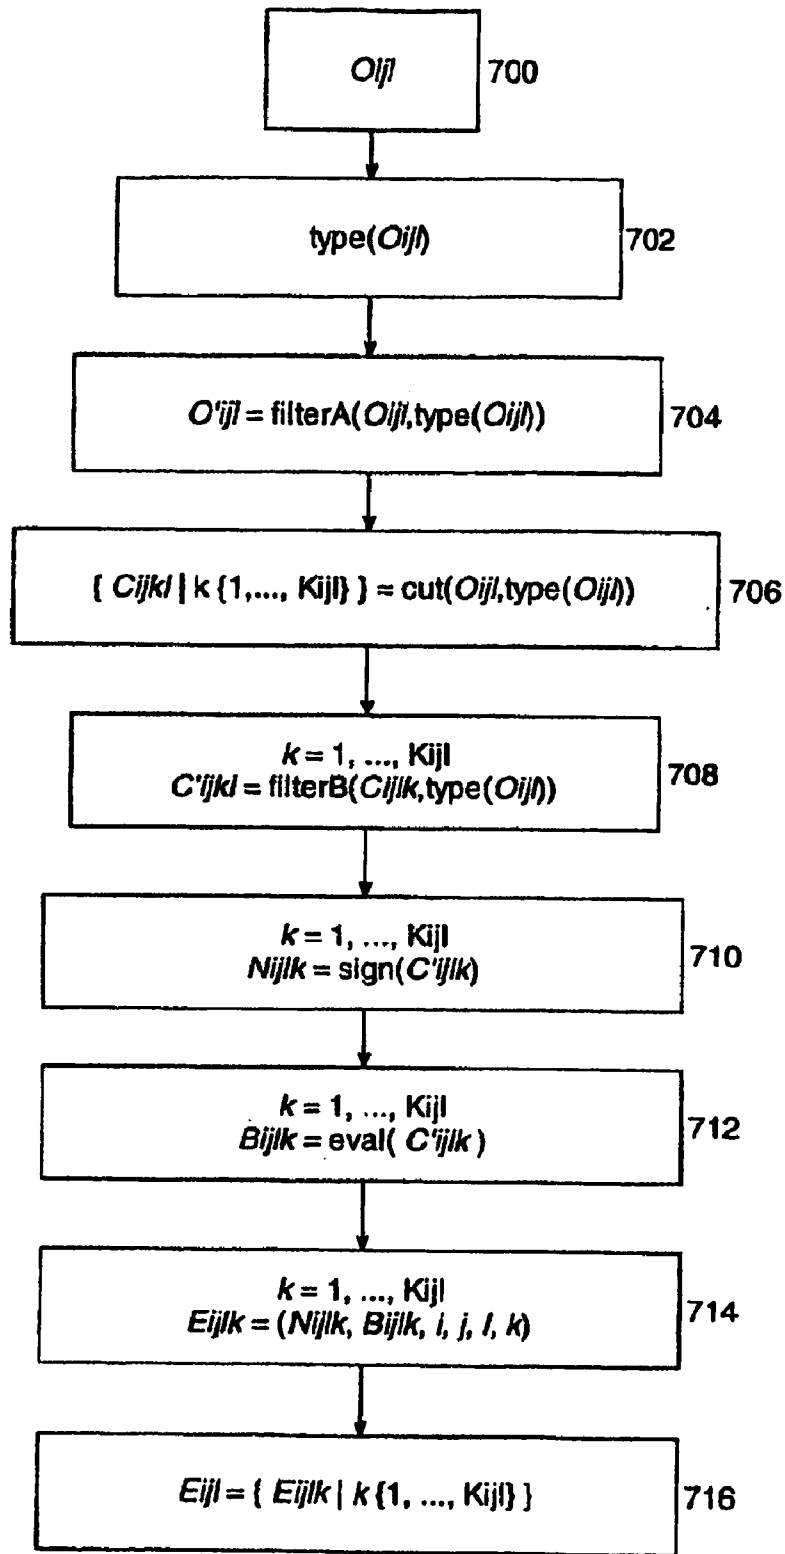 Oijl 700
type(Oijl) 702
O'ijl = filterA(Oijl,type(Oijl)) 704
{ Cijkl | k {1,..., Kijl} } = cut(Oijl,type(Oijl)) 706
k = 1, ..., Kijl
C'ijkl = filterB(Cijlk,type(Oijl)) 708
k = 1, ..., Kijl
Nijlk = sign(C'ijlk) 710
k = 1, ..., Kijl
Bijlk = eval( C'ijlk ) 712
k = 1, ..., Kijl
Eijlk = (Nijlk, Bijlk, i, j, l, k) 714
Eijl = { Eijlk | k {1, ..., Kijl} } 716